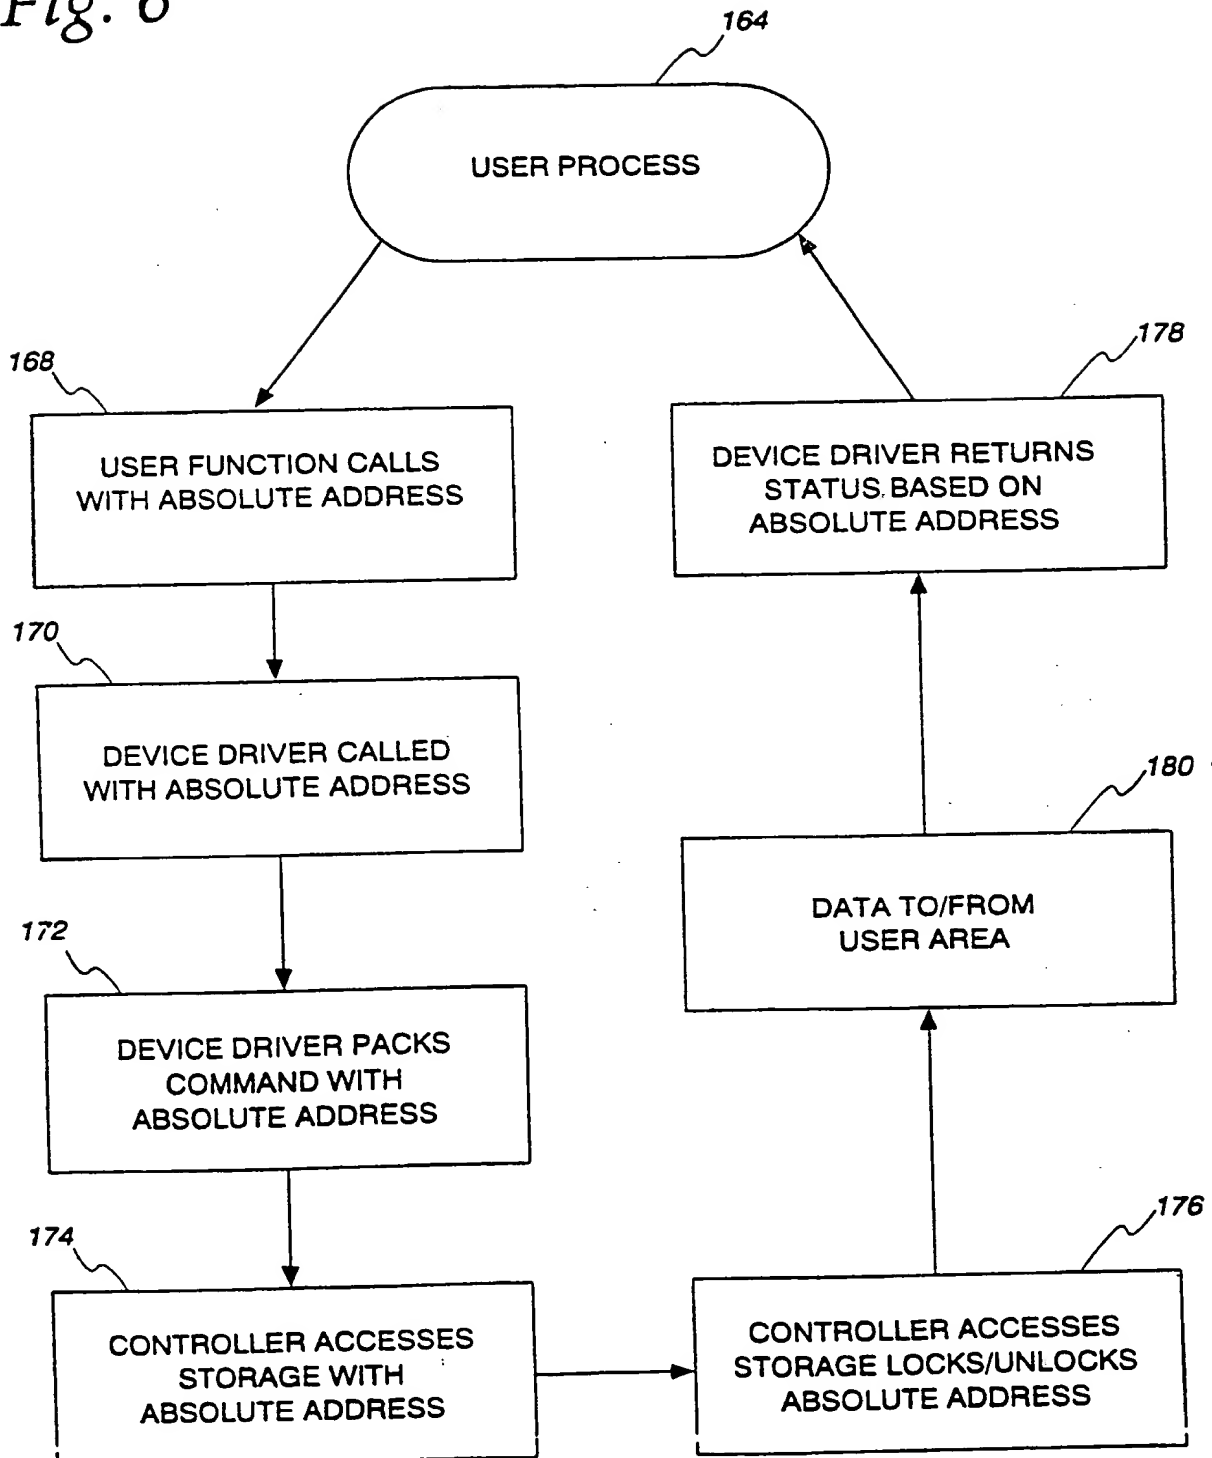 Fig. 6
164
USER PROCESS
168
USER FUNCTION CALLS
WITH ABSOLUTE ADDRESS
170
DEVICE DRIVER CALLED
WITH ABSOLUTE ADDRESS
172
DEVICE DRIVER PACKS
COMMAND WITH
ABSOLUTE ADDRESS
174
CONTROLLER ACCESSES
STORAGE WITH
ABSOLUTE ADDRESS
176
CONTROLLER ACCESSES
STORAGE LOCKS/UNLOCKS
ABSOLUTE ADDRESS
180
DATA TO/FROM
USER AREA
178
DEVICE DRIVER RETURNS
STATUS BASED ON
ABSOLUTE ADDRESS